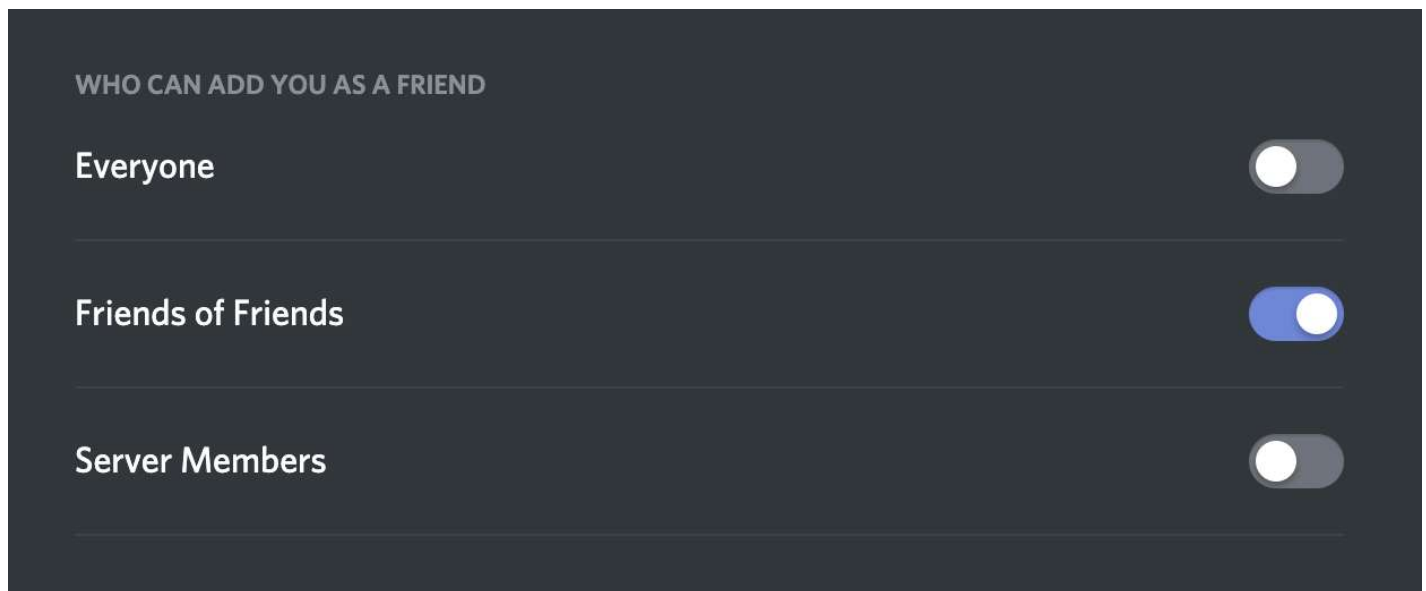 WHO CAN ADD YOU AS A FRIEND
Everyone
Friends of Friends
Server Members